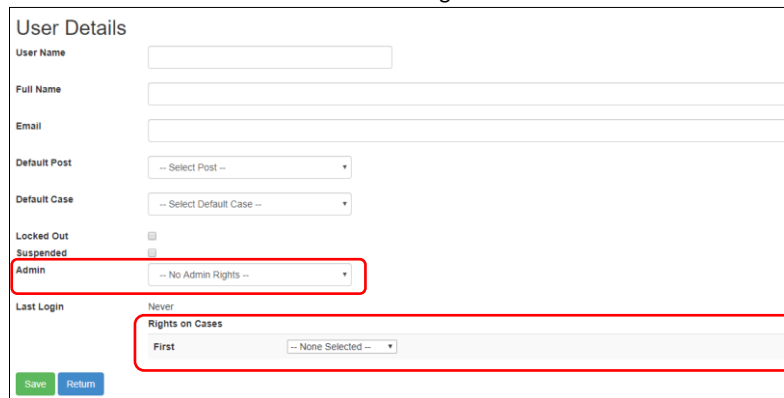 User Details
User Name
Full Name
Email
Default Post
-- Select Post --
Default Case
-- Select Default Case --
Locked Out
Suspended
Admin
-- No Admin Rights --
Last Login
Never
Rights on Cases
First
-- None Selected --
Save
Return